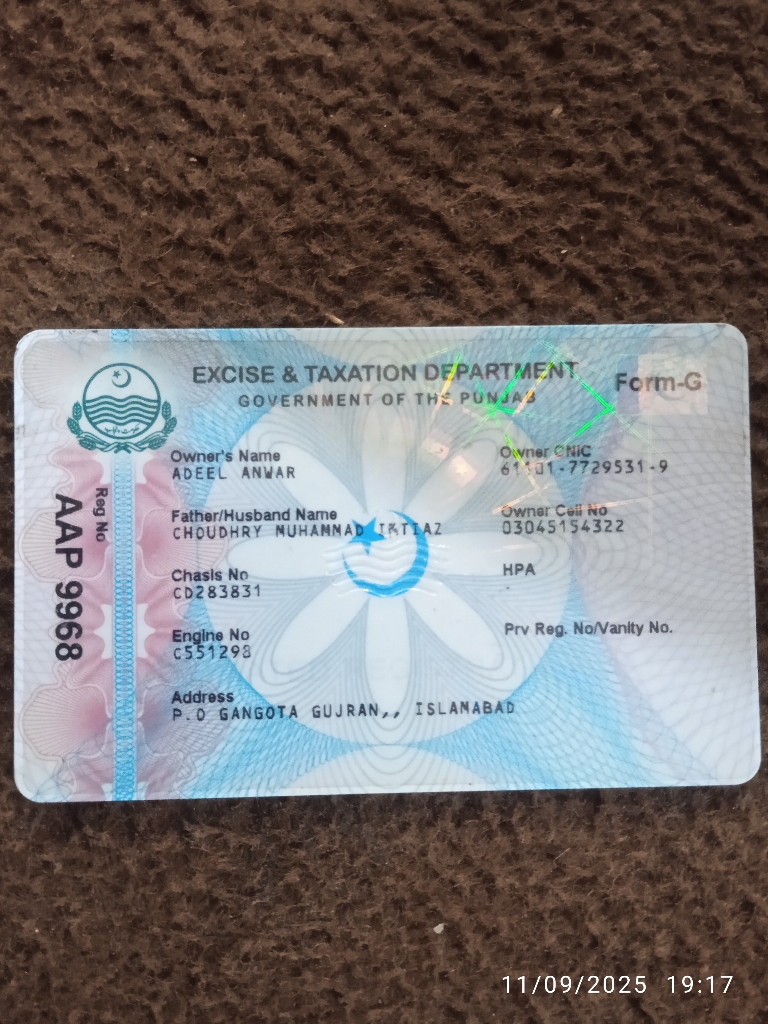 EXCISE & TAXATION DEPARTMENT
GOVERNMENT OF THE PUNJAB
Form-G
Reg No
AAP 9968
Owner's Name
ADEEL ANWAR
Owner CNIC
61101-7729531-9
Father/Husband Name
CHOUDHRY MUHAMMAD IMTIAZ
Owner Cell No
03045154322
Chasis No
CD283831
HPA
Engine No
C551298
Prv Reg. No/Vanity No.
Address
P.O GANGOTA GUJRAN,, ISLAMABAD
11/09/2025 19:17